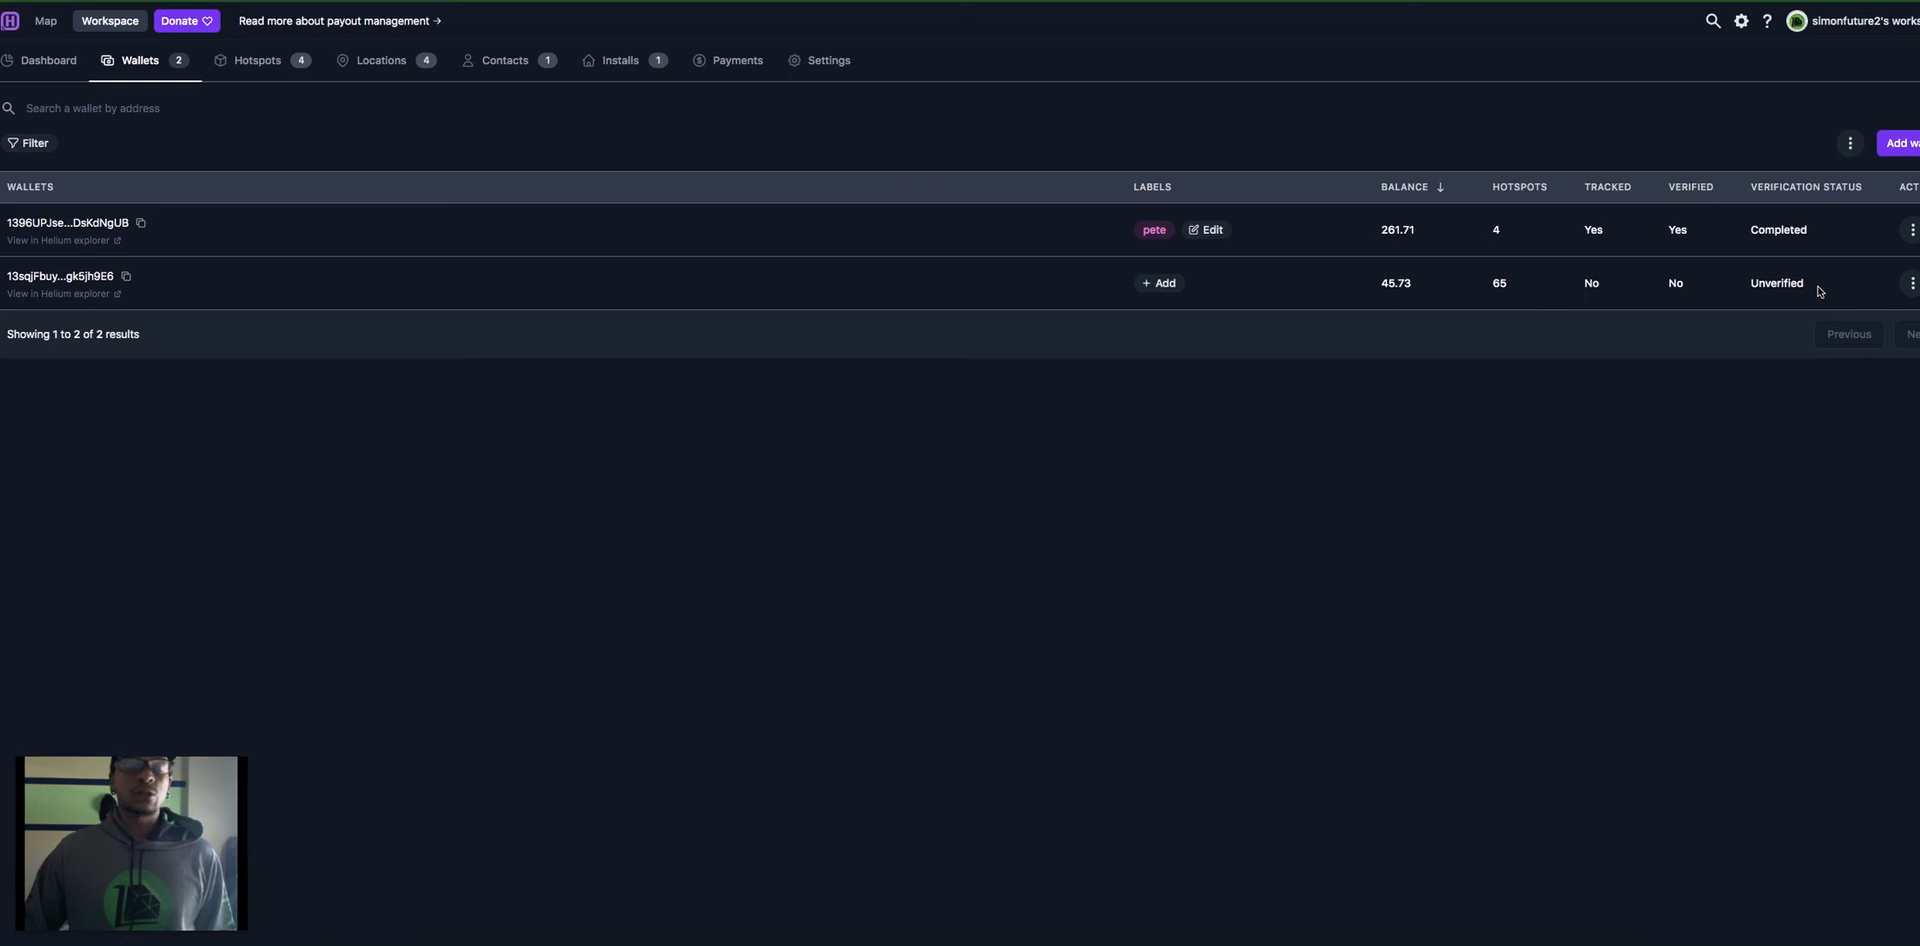 Map Workspace Donate Read more about payout management → simonfuture2's works
Dashboard Wallets 2 Hotspots 4 Locations 4 Contacts 1 Installs 1 Payments Settings
Search a wallet by address
Filter Add wa
WALLETS LABELS BALANCE ↓ HOTSPOTS TRACKED VERIFIED VERIFICATION STATUS ACT
1396UPJse...DsKdNgUB pete Edit 261.71 4 Yes Yes Completed
View in Helium explorer
13sqjFbuy...gk5jh9E6 + Add 45.73 65 No No Unverified
View in Helium explorer
Showing 1 to 2 of 2 results Previous Ne